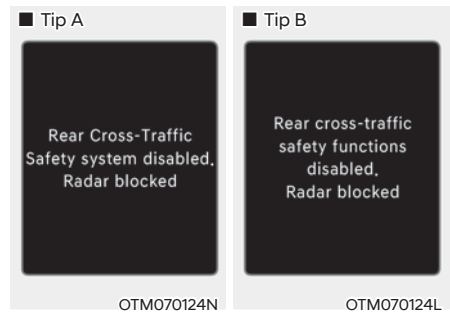 ■ Tip A
Rear Cross-Traffic
Safety system disabled.
Radar blocked
OTM070124N
■ Tip B
Rear cross-traffic
safety functions
disabled.
Radar blocked
OTM070124L